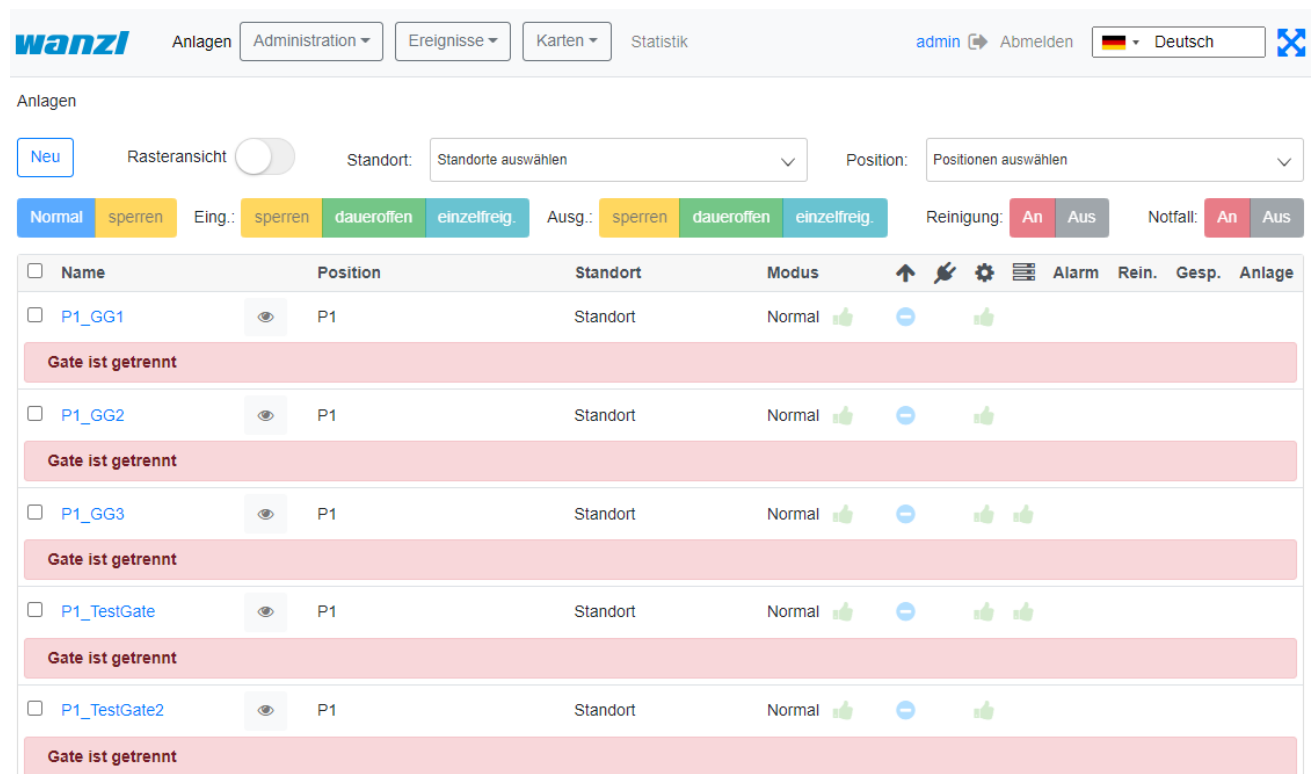 wanzl Anlagen Administration Ereignisse Karten Statistik admin Abmelden Deutsch
Anlagen
Neu Rasteransicht Standort: Standorte auswählen Position: Positionen auswählen
Normal sperren Eing.: sperren daueroffen einzelfreig. Ausg.: sperren daueroffen einzelfreig. Reinigung: An Aus Notfall: An Aus
Name Position Standort Modus Alarm Rein. Gesp. Anlage
P1_GG1 P1 Standort Normal
Gate ist getrennt
P1_GG2 P1 Standort Normal
Gate ist getrennt
P1_GG3 P1 Standort Normal
Gate ist getrennt
P1_TestGate P1 Standort Normal
Gate ist getrennt
P1_TestGate2 P1 Standort Normal
Gate ist getrennt